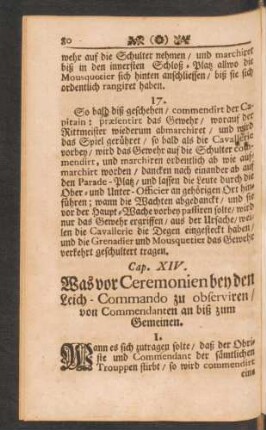 80
wehr auf die Schulter nehmen / und marchiret
biß in den innersten Schloß-Platz allwo die
Mousquetier sich hinten anschliessen / biß sie sich
ordentlich rangiret haben.
17.
So bald diß geschehen / commendirt der Ca-
pitain: præsentirt das Gewehr / worauf der
Rittmeister wiederum abmarchiret / und wird
das Spiel gerühret / so bald als die Cavallerie
vorbey / wird das Gewehr auf die Schulter com-
mendirt, und marchiren ordentlich ab wie auf-
marchirt worden / dancken nach einander ab auf
den Parade-Platz / und lassen die Leute durch die
Ober- und Unter-Officier an gehörigen Ort hin-
führen; wann die Wachten abgedanckt / und sie
vor der Haupt-Wache vorbey passiren solte / wird
nur das Gewehr ergriffen / aus der Ursache / wei-
len die Cavallerie die Degen eingesteckt haben /
und die Grenadier und Mousquetier das Gewehr
verkehrt geschultert tragen.
Cap. XIV.
Was vor Ceremonien bey den
Leich-Commando zu observiren /
von Commendanten an biß zum
Gemeinen.
1.
Wann es sich zutragen solte / daß der Obri-
ste und Commendant der sämtlichen
Trouppen stirbt / so wird commendirt
eine